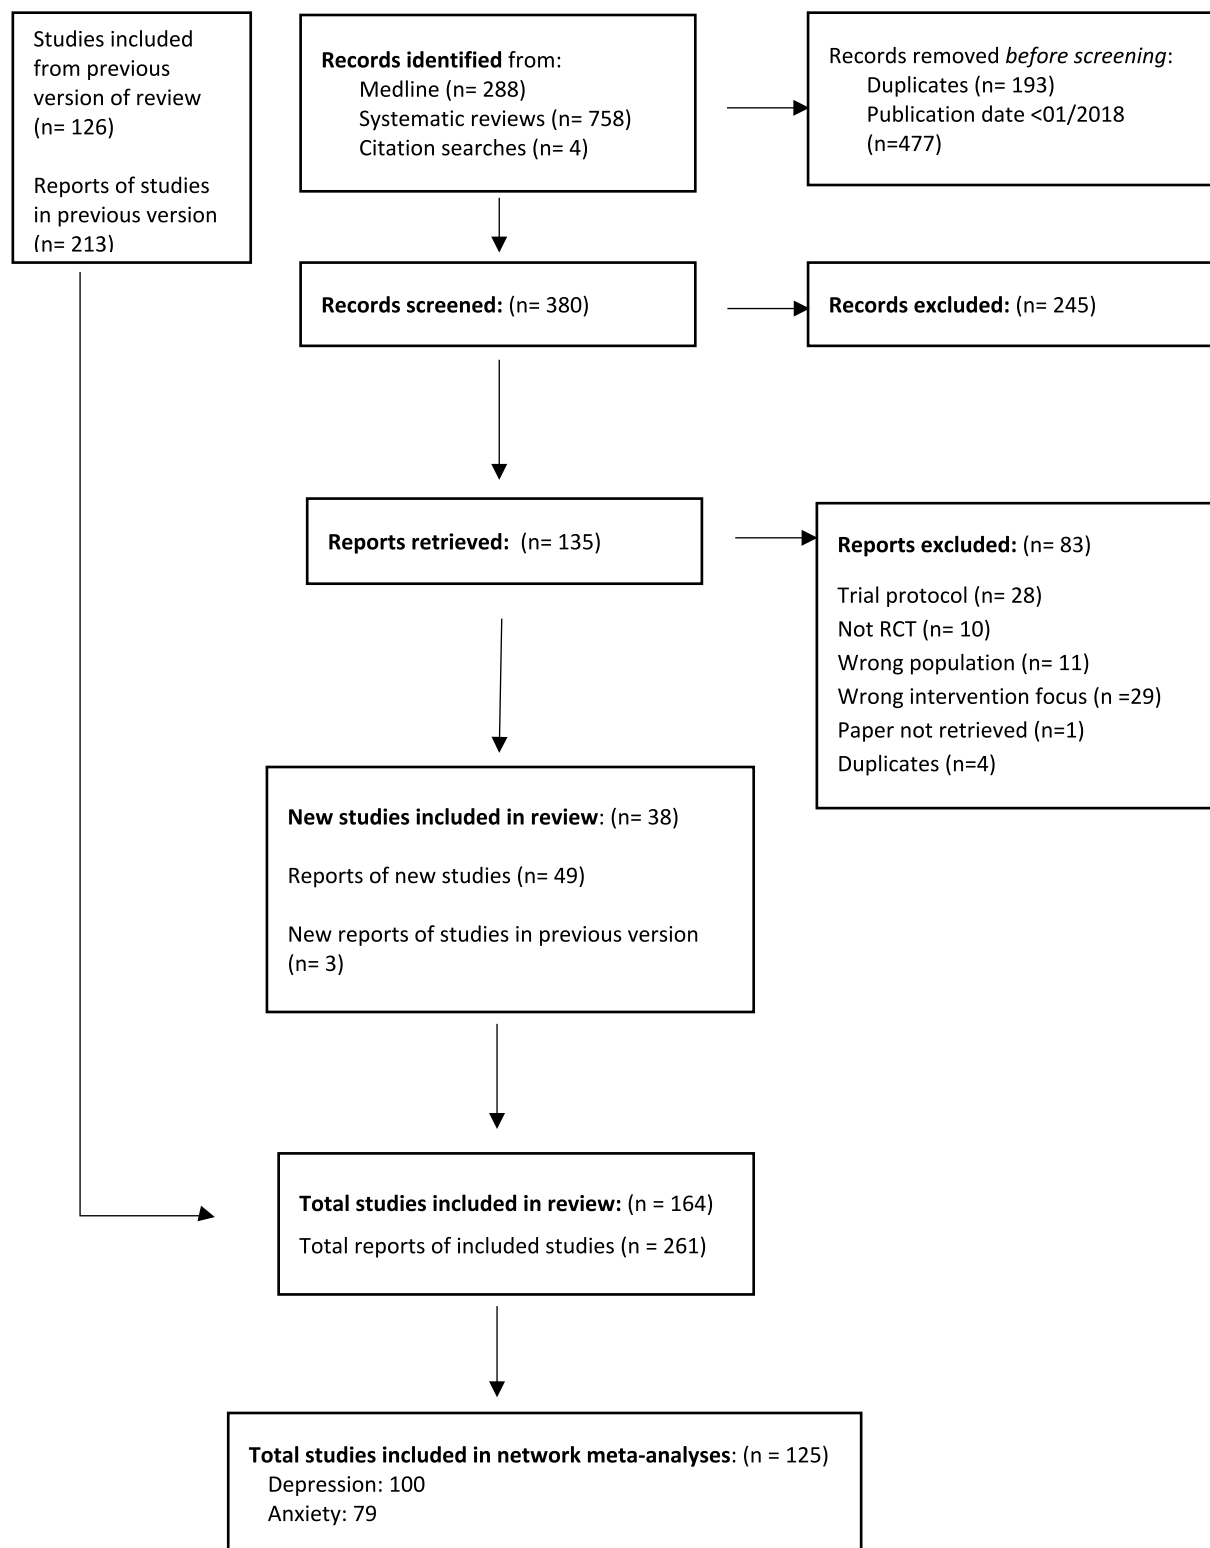 Studies included
from previous
version of review
(n= 126)
Reports of studies
in previous version
(n= 213)
Records identified from:
Medline (n= 288)
Systematic reviews (n= 758)
Citation searches (n= 4)
Records removed before screening:
Duplicates (n= 193)
Publication date <01/2018
(n=477)
Records screened: (n= 380)
Records excluded: (n= 245)
Reports retrieved: (n= 135)
Reports excluded: (n= 83)
Trial protocol (n= 28)
Not RCT (n= 10)
Wrong population (n= 11)
Wrong intervention focus (n =29)
Paper not retrieved (n=1)
Duplicates (n=4)
New studies included in review: (n= 38)
Reports of new studies (n= 49)
New reports of studies in previous version
(n= 3)
Total studies included in review: (n = 164)
Total reports of included studies (n = 261)
Total studies included in network meta-analyses: (n = 125)
Depression: 100
Anxiety: 79